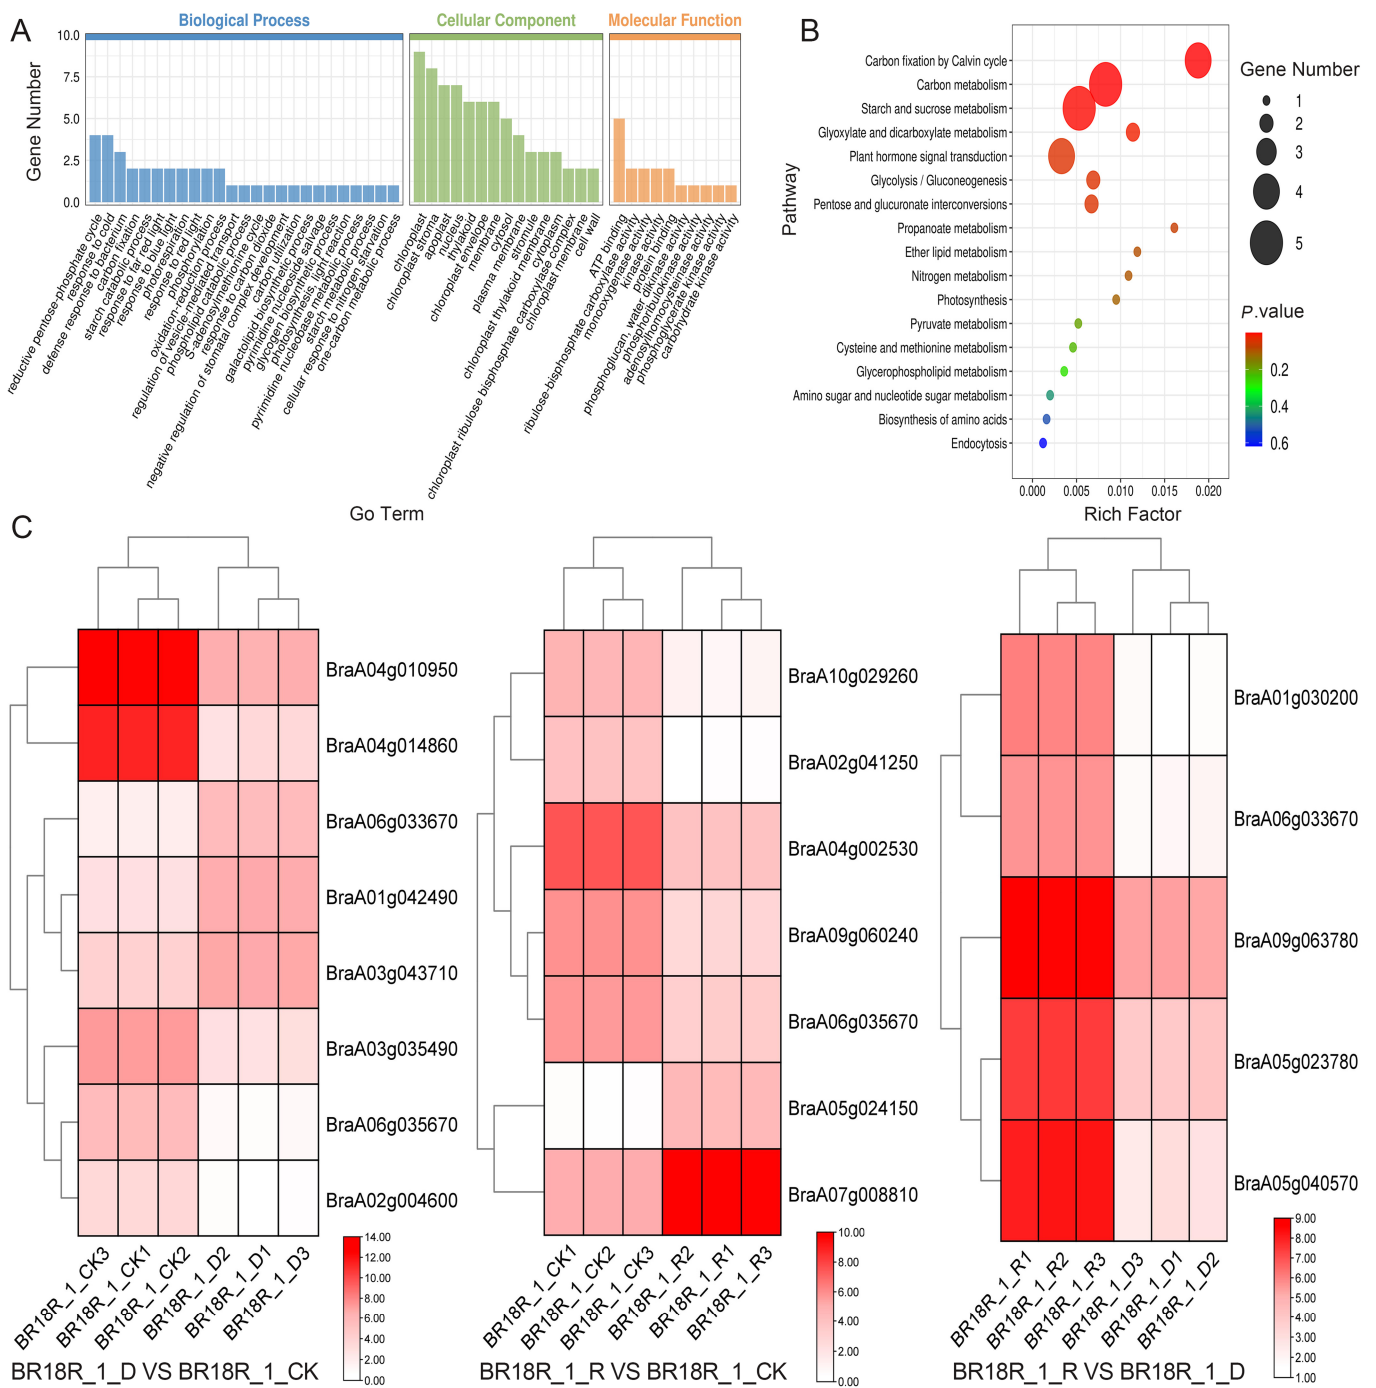 A
Biological Process
Cellular Component
Molecular Function
Gene Number
10.0
7.5
5.0
2.5
0.0
reductive pentose-phosphate cycle
response to cold
defense response to bacterium
carbon fixation
starch catabolic process
response to far red light
response to blue light
photorespiration
response to red light
phosphorylation
oxidation-reduced process
regulation of vesicle-mediated transport
phospholipid catabolic process
S-adenosylmethionine cycle
response to carbon dioxide
negative regulation of stomatal complex development
carbon utilization
galactolipid biosynthetic process
pyrimidine nucleoside salvage
glycogen biosynthetic process
photosynthesis, light reaction
pyrimidine nucleobase metabolic process
starch metabolic process
cellular response to nitrogen starvation
one-carbon metabolic process
chloroplast
chloroplast stroma
apoplast
nucleus
thylakoid
chloroplast envelope
membrane
cytosol
plasma membrane
stromule
chloroplast thylakoid membrane
cytoplasm
chloroplast ribulose bisphosphate carboxylase complex
chloroplast membrane
cell wall
ATP binding
ribulose-bisphosphate carboxylase activity
monooxygenase activity
kinase activity
protein binding
phosphoglucan, water dikinase activity
phosphoribulokinase activity
adenosylhomocysteinase activity
phosphoglycerate kinase activity
carbohydrate kinase activity
Go Term
B
Pathway
Carbon fixation by Calvin cycle
Carbon metabolism
Starch and sucrose metabolism
Glyoxylate and dicarboxylate metabolism
Plant hormone signal transduction
Glycolysis / Gluconeogenesis
Pentose and glucuronate interconversions
Propanoate metabolism
Ether lipid metabolism
Nitrogen metabolism
Photosynthesis
Pyruvate metabolism
Cysteine and methionine metabolism
Glycerophospholipid metabolism
Amino sugar and nucleotide sugar metabolism
Biosynthesis of amino acids
Endocytosis
0.000
0.005
0.010
0.015
0.020
Rich Factor
Gene Number
1
2
3
4
5
P.value
0.2
0.4
0.6
C
BraA04g010950
BraA04g014860
BraA06g033670
BraA01g042490
BraA03g043710
BraA03g035490
BraA06g035670
BraA02g004600
BR18R_1_CK3
BR18R_1_CK1
BR18R_1_CK2
BR18R_1_D2
BR18R_1_D1
BR18R_1_D3
14.00
12.00
10.00
8.00
6.00
4.00
2.00
0.00
BR18R_1_D VS BR18R_1_CK
BraA10g029260
BraA02g041250
BraA04g002530
BraA09g060240
BraA06g035670
BraA05g024150
BraA07g008810
BR18R_1_CK1
BR18R_1_CK2
BR18R_1_CK3
BR18R_1_R2
BR18R_1_R1
BR18R_1_R3
10.00
8.00
6.00
4.00
2.00
0.00
BR18R_1_R VS BR18R_1_CK
BraA01g030200
BraA06g033670
BraA09g063780
BraA05g023780
BraA05g040570
BR18R_1_R1
BR18R_1_R2
BR18R_1_R3
BR18R_1_D3
BR18R_1_D1
BR18R_1_D2
9.00
8.00
7.00
6.00
5.00
4.00
3.00
2.00
1.00
BR18R_1_R VS BR18R_1_D